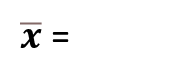 x̄ =